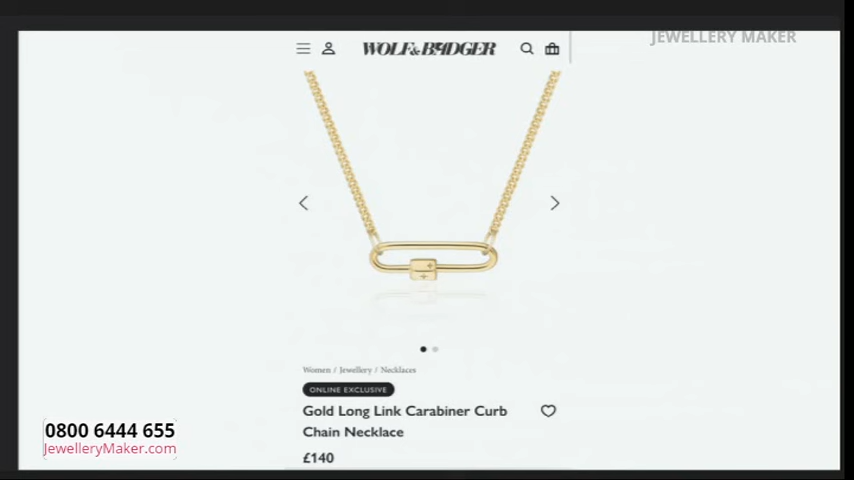 JEWELLERY MAKER
WOLF&BADGER
Women / Jewellery / Necklaces
ONLINE EXCLUSIVE
Gold Long Link Carabiner Curb
Chain Necklace
£140
0800 6444 655
JewelleryMaker.com